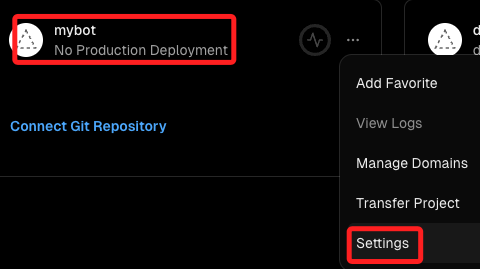 mybot
No Production Deployment
Connect Git Repository
Add Favorite
View Logs
Manage Domains
Transfer Project
Settings